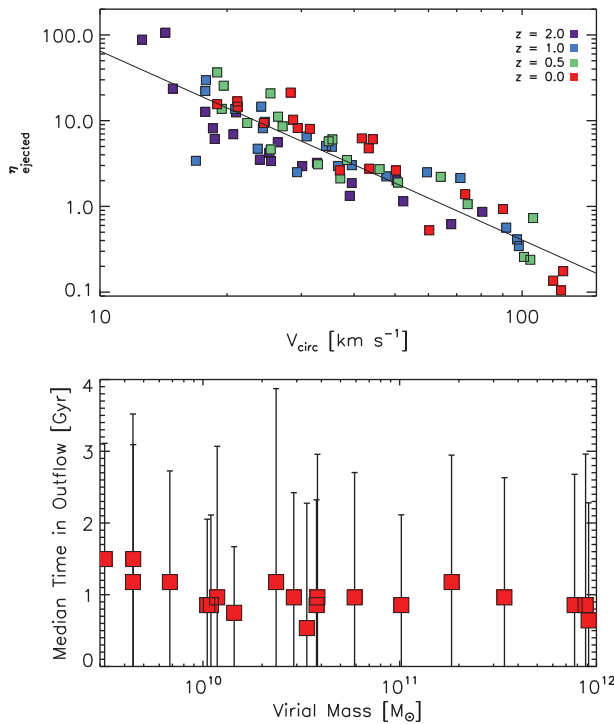 100.0
10.0
1.0
0.1
η ejected
z = 2.0
z = 1.0
z = 0.5
z = 0.0
10
100
V_circ [km s⁻¹]
4
3
2
1
0
Median Time in Outflow [Gyr]
10¹⁰
10¹¹
10¹²
Virial Mass [M☉]